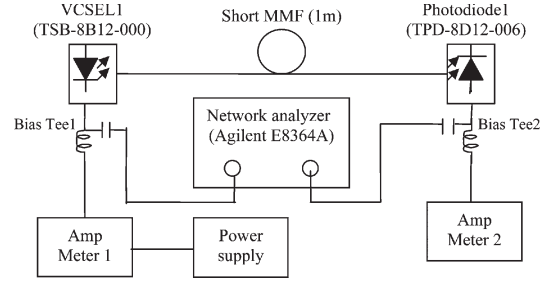 VCSEL1
(TSB-8B12-000)
Short MMF (1m)
Photodiode1
(TPD-8D12-006)
Bias Tee1
Network analyzer
(Agilent E8364A)
Bias Tee2
Amp
Meter 1
Power
supply
Amp
Meter 2